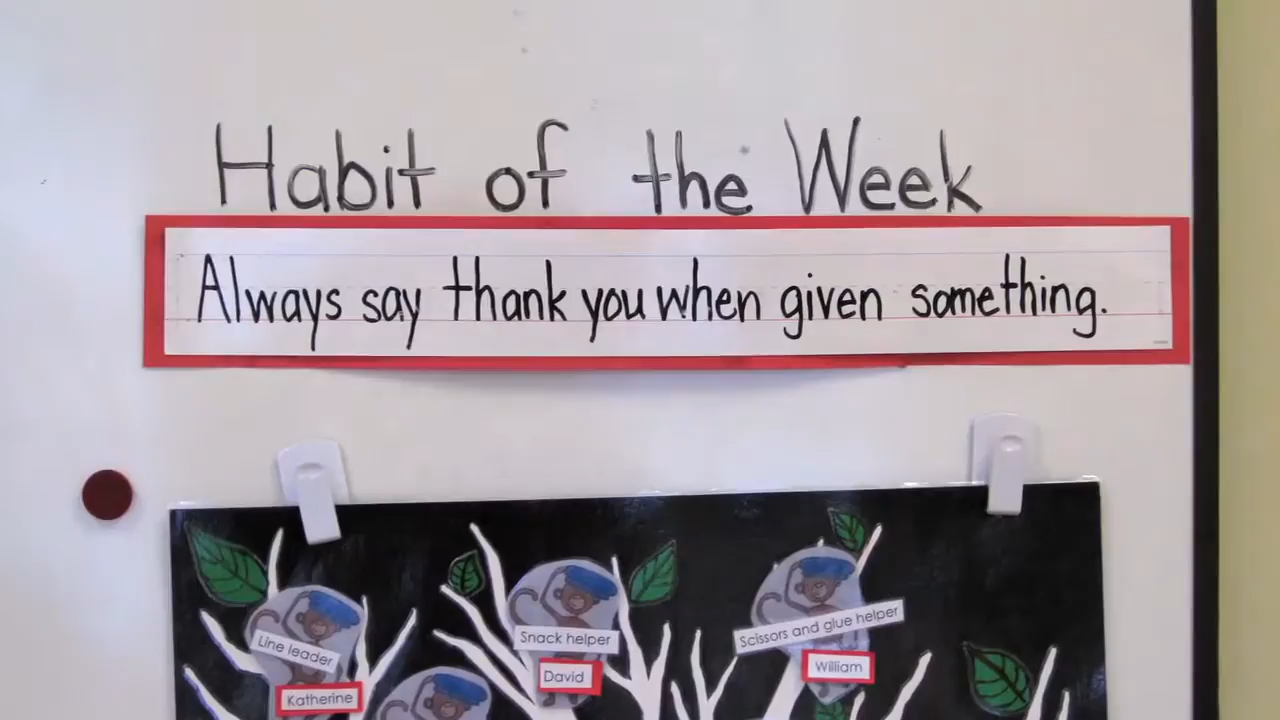 Habit of the Week
Always say thank you when given something.
Line leader
Katherine
Snack helper
David
Scissors and glue helper
William